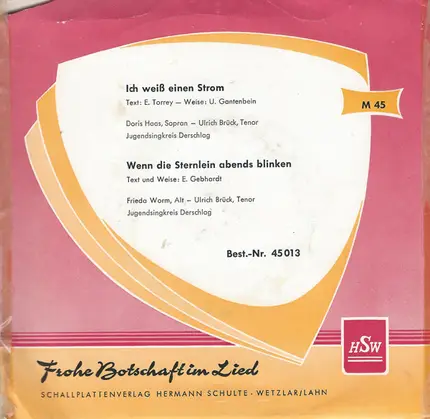 Ich weiß einen Strom
Text: E. Torrey – Weise: U. Gantenbein
M 45
Doris Haas, Sopran – Ulrich Brück, Tenor
Jugendsingkreis Derschlag
Wenn die Sternlein abends blinken
Text und Weise: E. Gebhardt
Frieda Worm, Alt – Ulrich Brück, Tenor
Jugendsingkreis Derschlag
Best.-Nr. 45013
HSW
Frohe Botschaft im Lied
SCHALLPLATTENVERLAG HERMANN SCHULTE - WETZLAR/LAHN